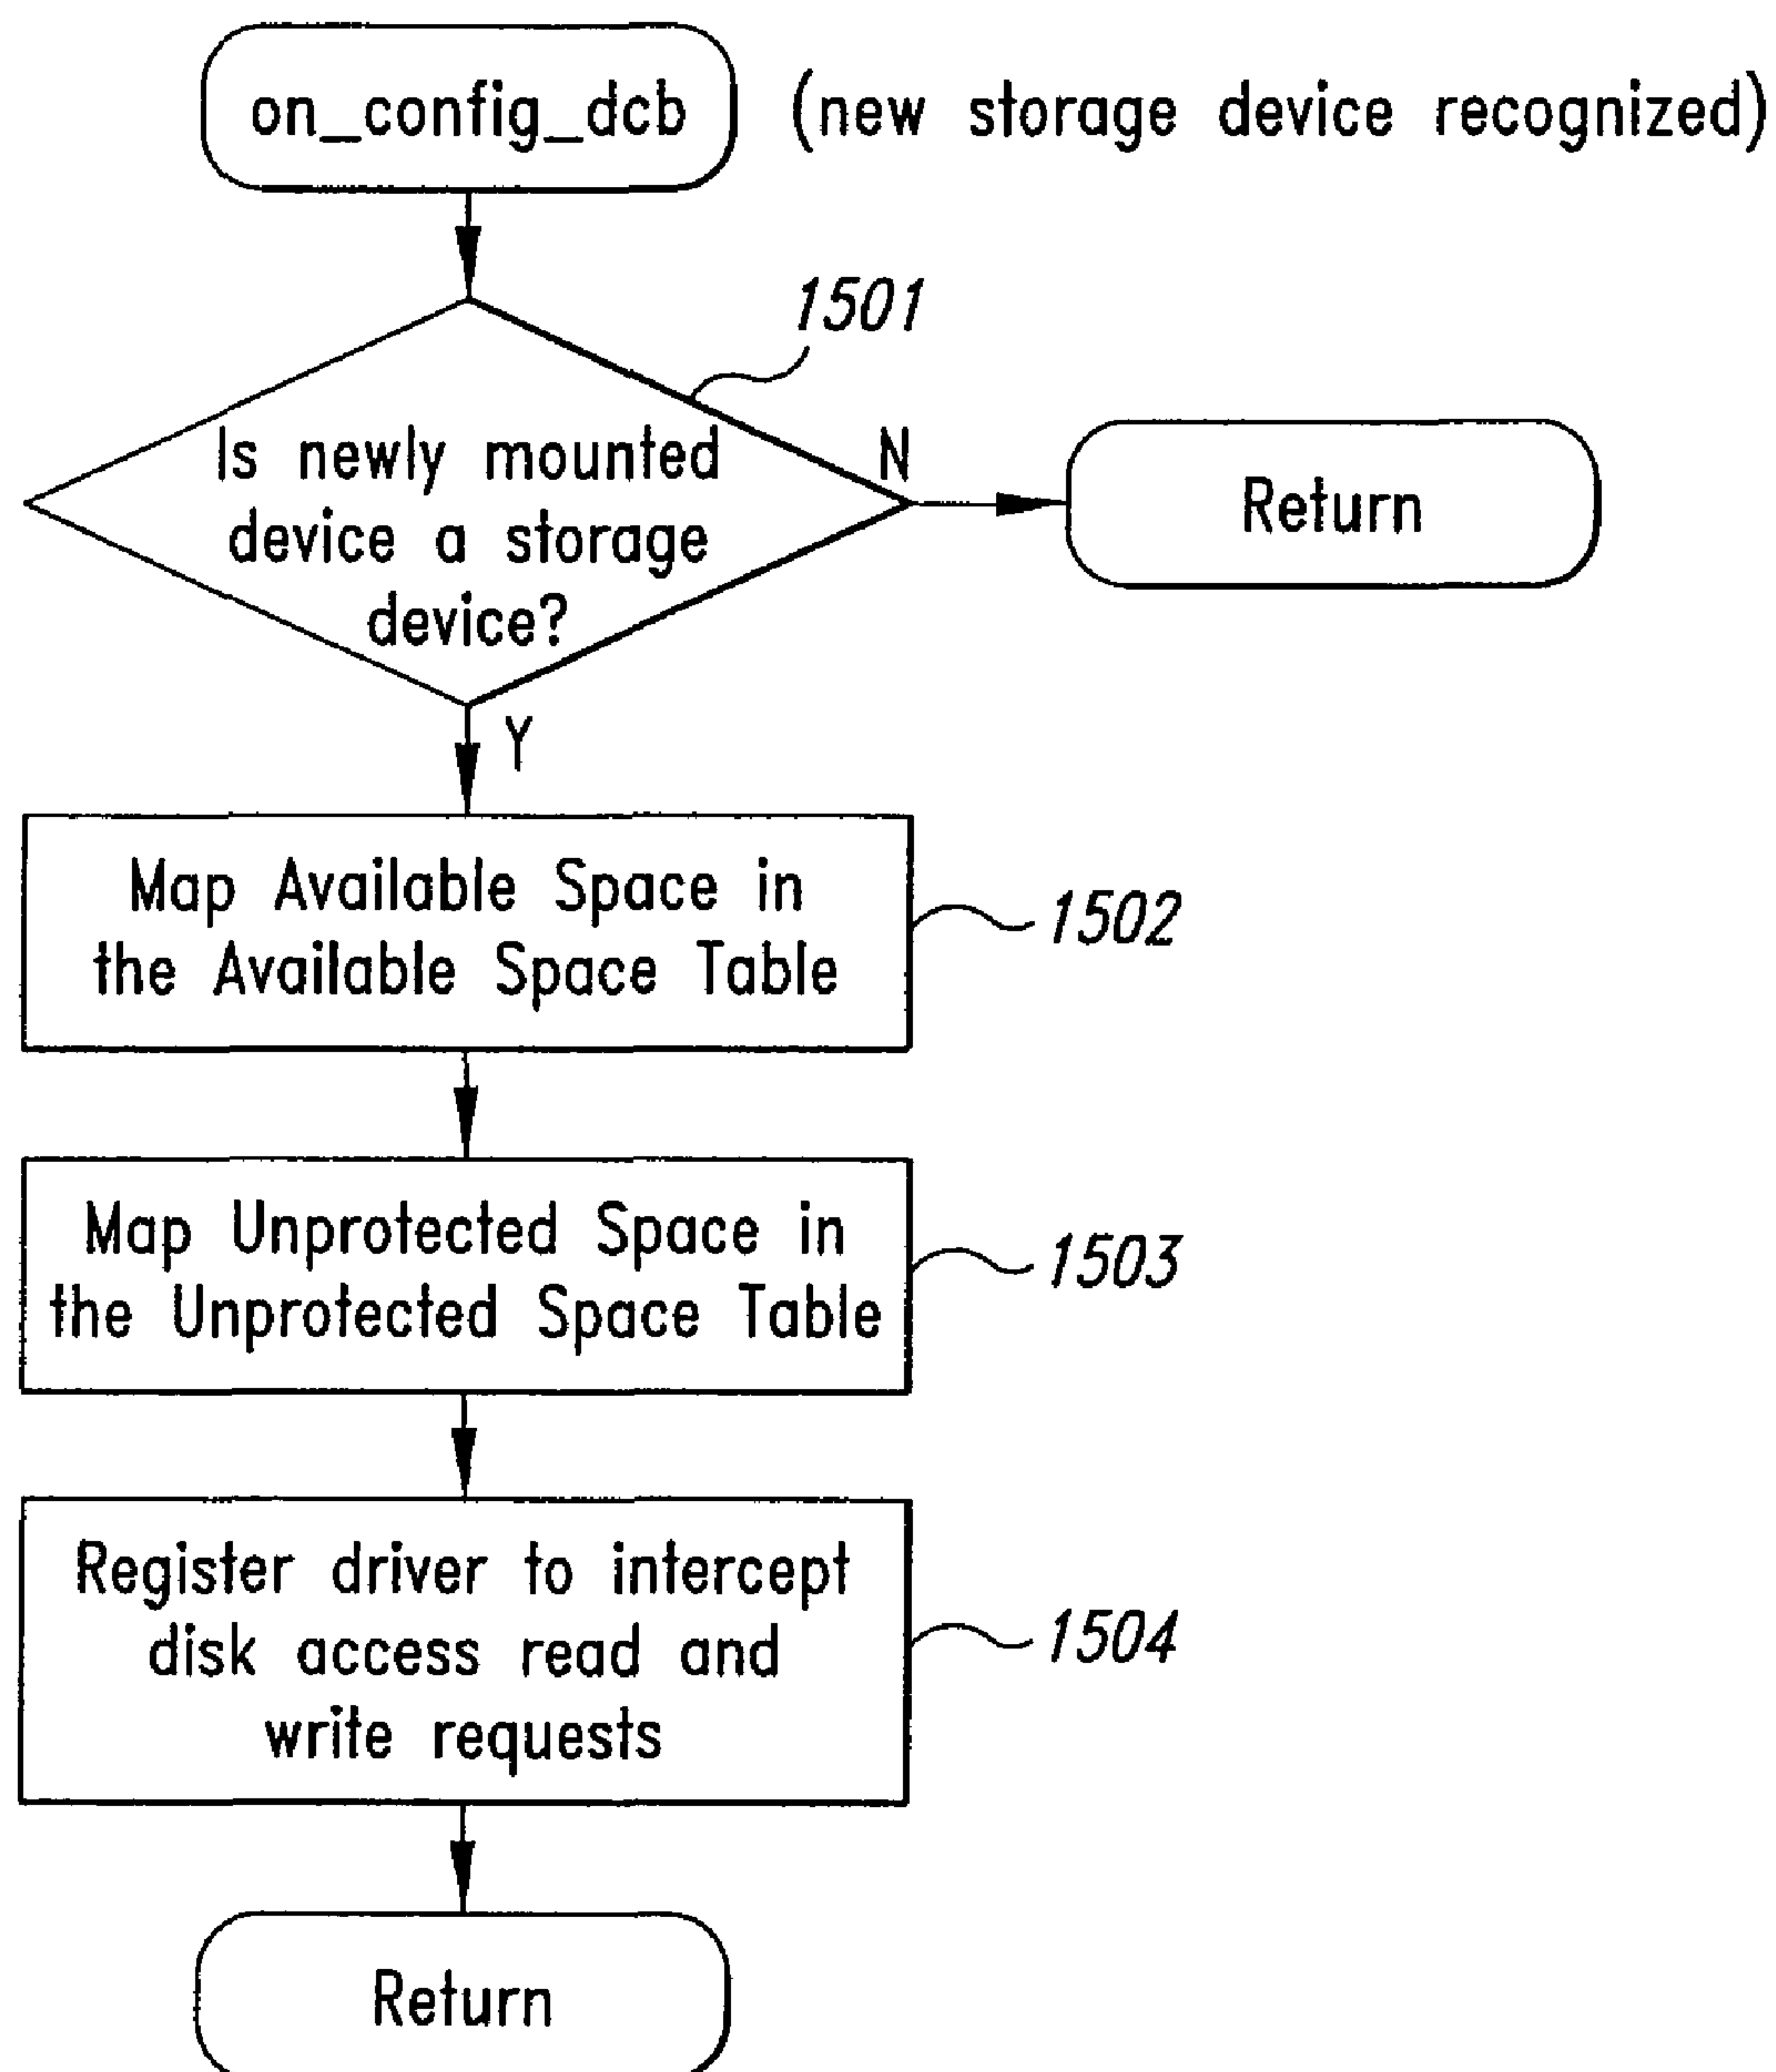 on_config_dcb (new storage device recognized)
1501
Is newly mounted
device a storage
device?
N
Return
Y
Map Available Space in
the Available Space Table
1502
Map Unprotected Space in
the Unprotected Space Table
1503
Register driver to intercept
disk access read and
write requests
1504
Return